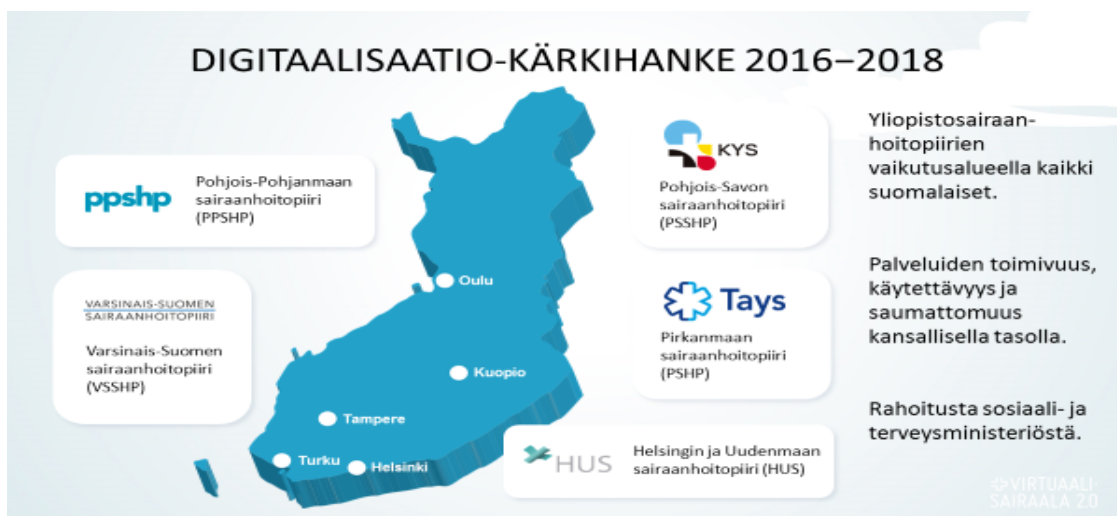 DIGITAALISAATIO-KÄRKIHANKE 2016–2018
ppshp
Pohjois-Pohjanmaan
sairaanhoitopiiri
(PPSHP)
VARSINAIS-SUOMEN
SAIRAANHOITOPIIRI
Varsinais-Suomen
sairaanhoitopiiri
(VSSHP)
Oulu
Kuopio
Tampere
Turku
Helsinki
KYS
Pohjois-Savon
sairaanhoitopiiri
(PSSHP)
Tays
Pirkanmaan
sairaanhoitopiiri
(PSHP)
HUS
Helsingin ja Uudenmaan
sairaanhoitopiiri (HUS)
Yliopistosairaan-
hoitopiirien
vaikutusalueella kaikki
suomalaiset.
Palveluiden toimivuus,
käytettävyys ja
saumattomuus
kansallisella tasolla.
Rahoitusta sosiaali- ja
terveysministeriöstä.
VIRTUAALI-
SAIRAALA 2.0